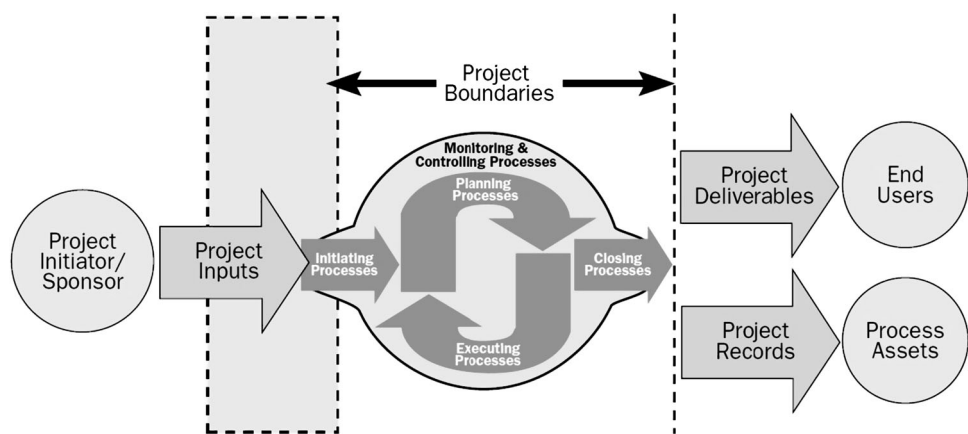 Project
Boundaries
Monitoring &
Controlling Processes
Planning
Processes
Project
Initiator/
Sponsor
Project
Inputs
Initiating
Processes
Closing
Processes
Executing
Processes
Project
Deliverables
End
Users
Project
Records
Process
Assets